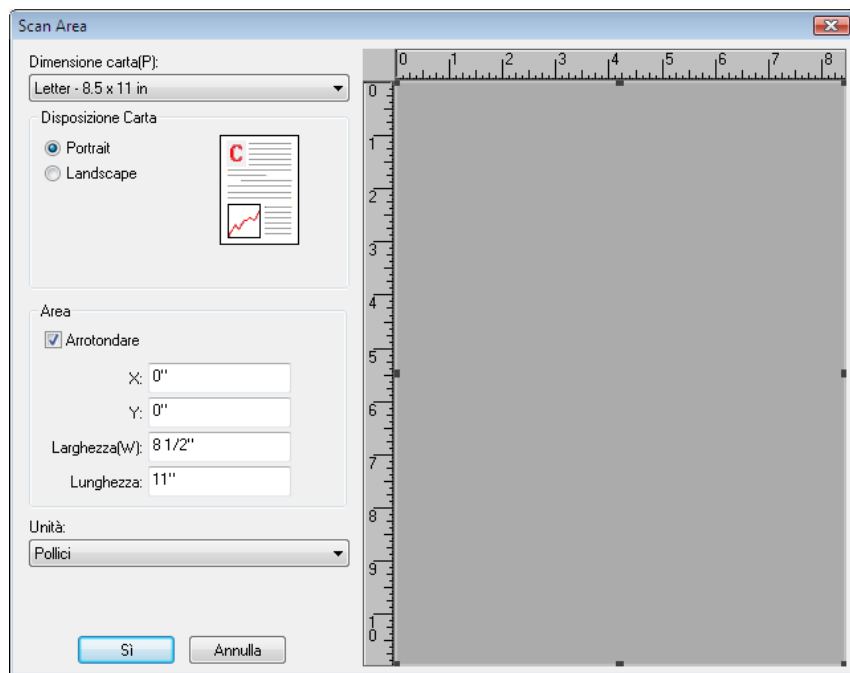 Scan Area
Dimensione carta(P):
Letter - 8.5 x 11 in
Disposizione Carta
Portrait
Landscape
C
Area
Arrotondare
X: 0"
Y: 0"
Larghezza(W): 8 1/2"
Lunghezza: 11"
Unità:
Pollici
Sì
Annulla
0 1 2 3 4 5 6 7 8
0
1
2
3
4
5
6
7
8
9
10